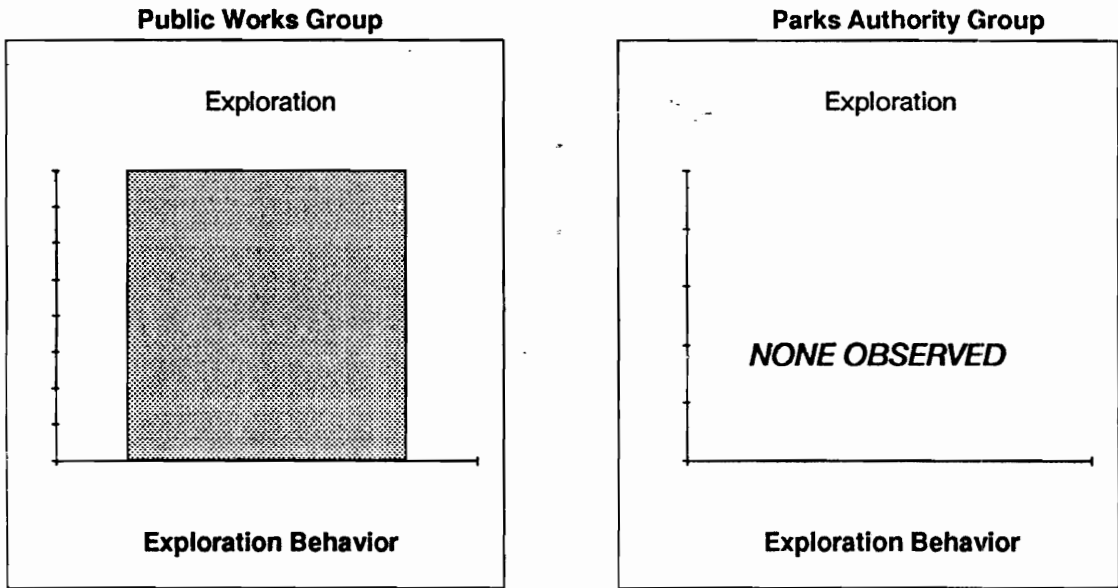 Public Works Group
Exploration
Exploration Behavior
Parks Authority Group
Exploration
NONE OBSERVED
Exploration Behavior